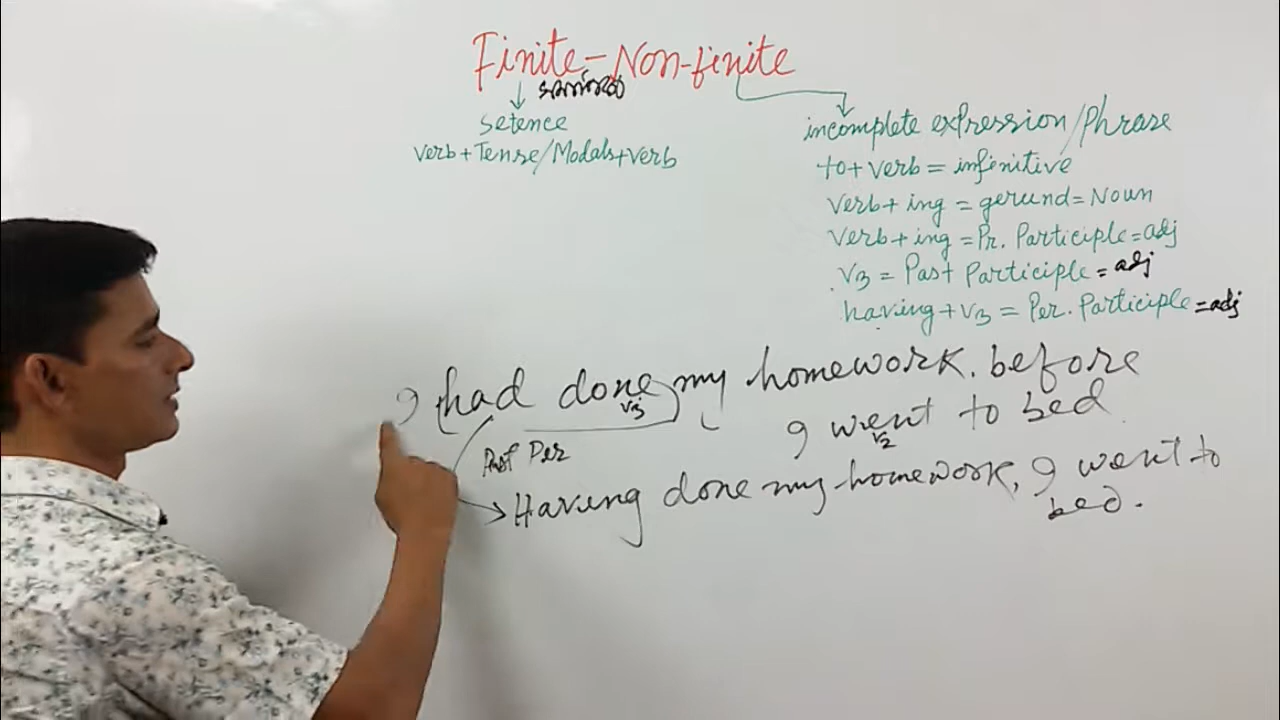 Finite-Non-finite
setence
verb+Tense/Modals+verb
incomplete expression/Phrase
to+verb = infinitive
verb+ing = gerund = Noun
verb+ing = Pr. Participle = adj
v3 = Past Participle = adj
having+v3 = Per. Participle = adj
I had done my homework. before
v3
I went to bed
v2
Past Per
Having done my homework, I went to
bed.